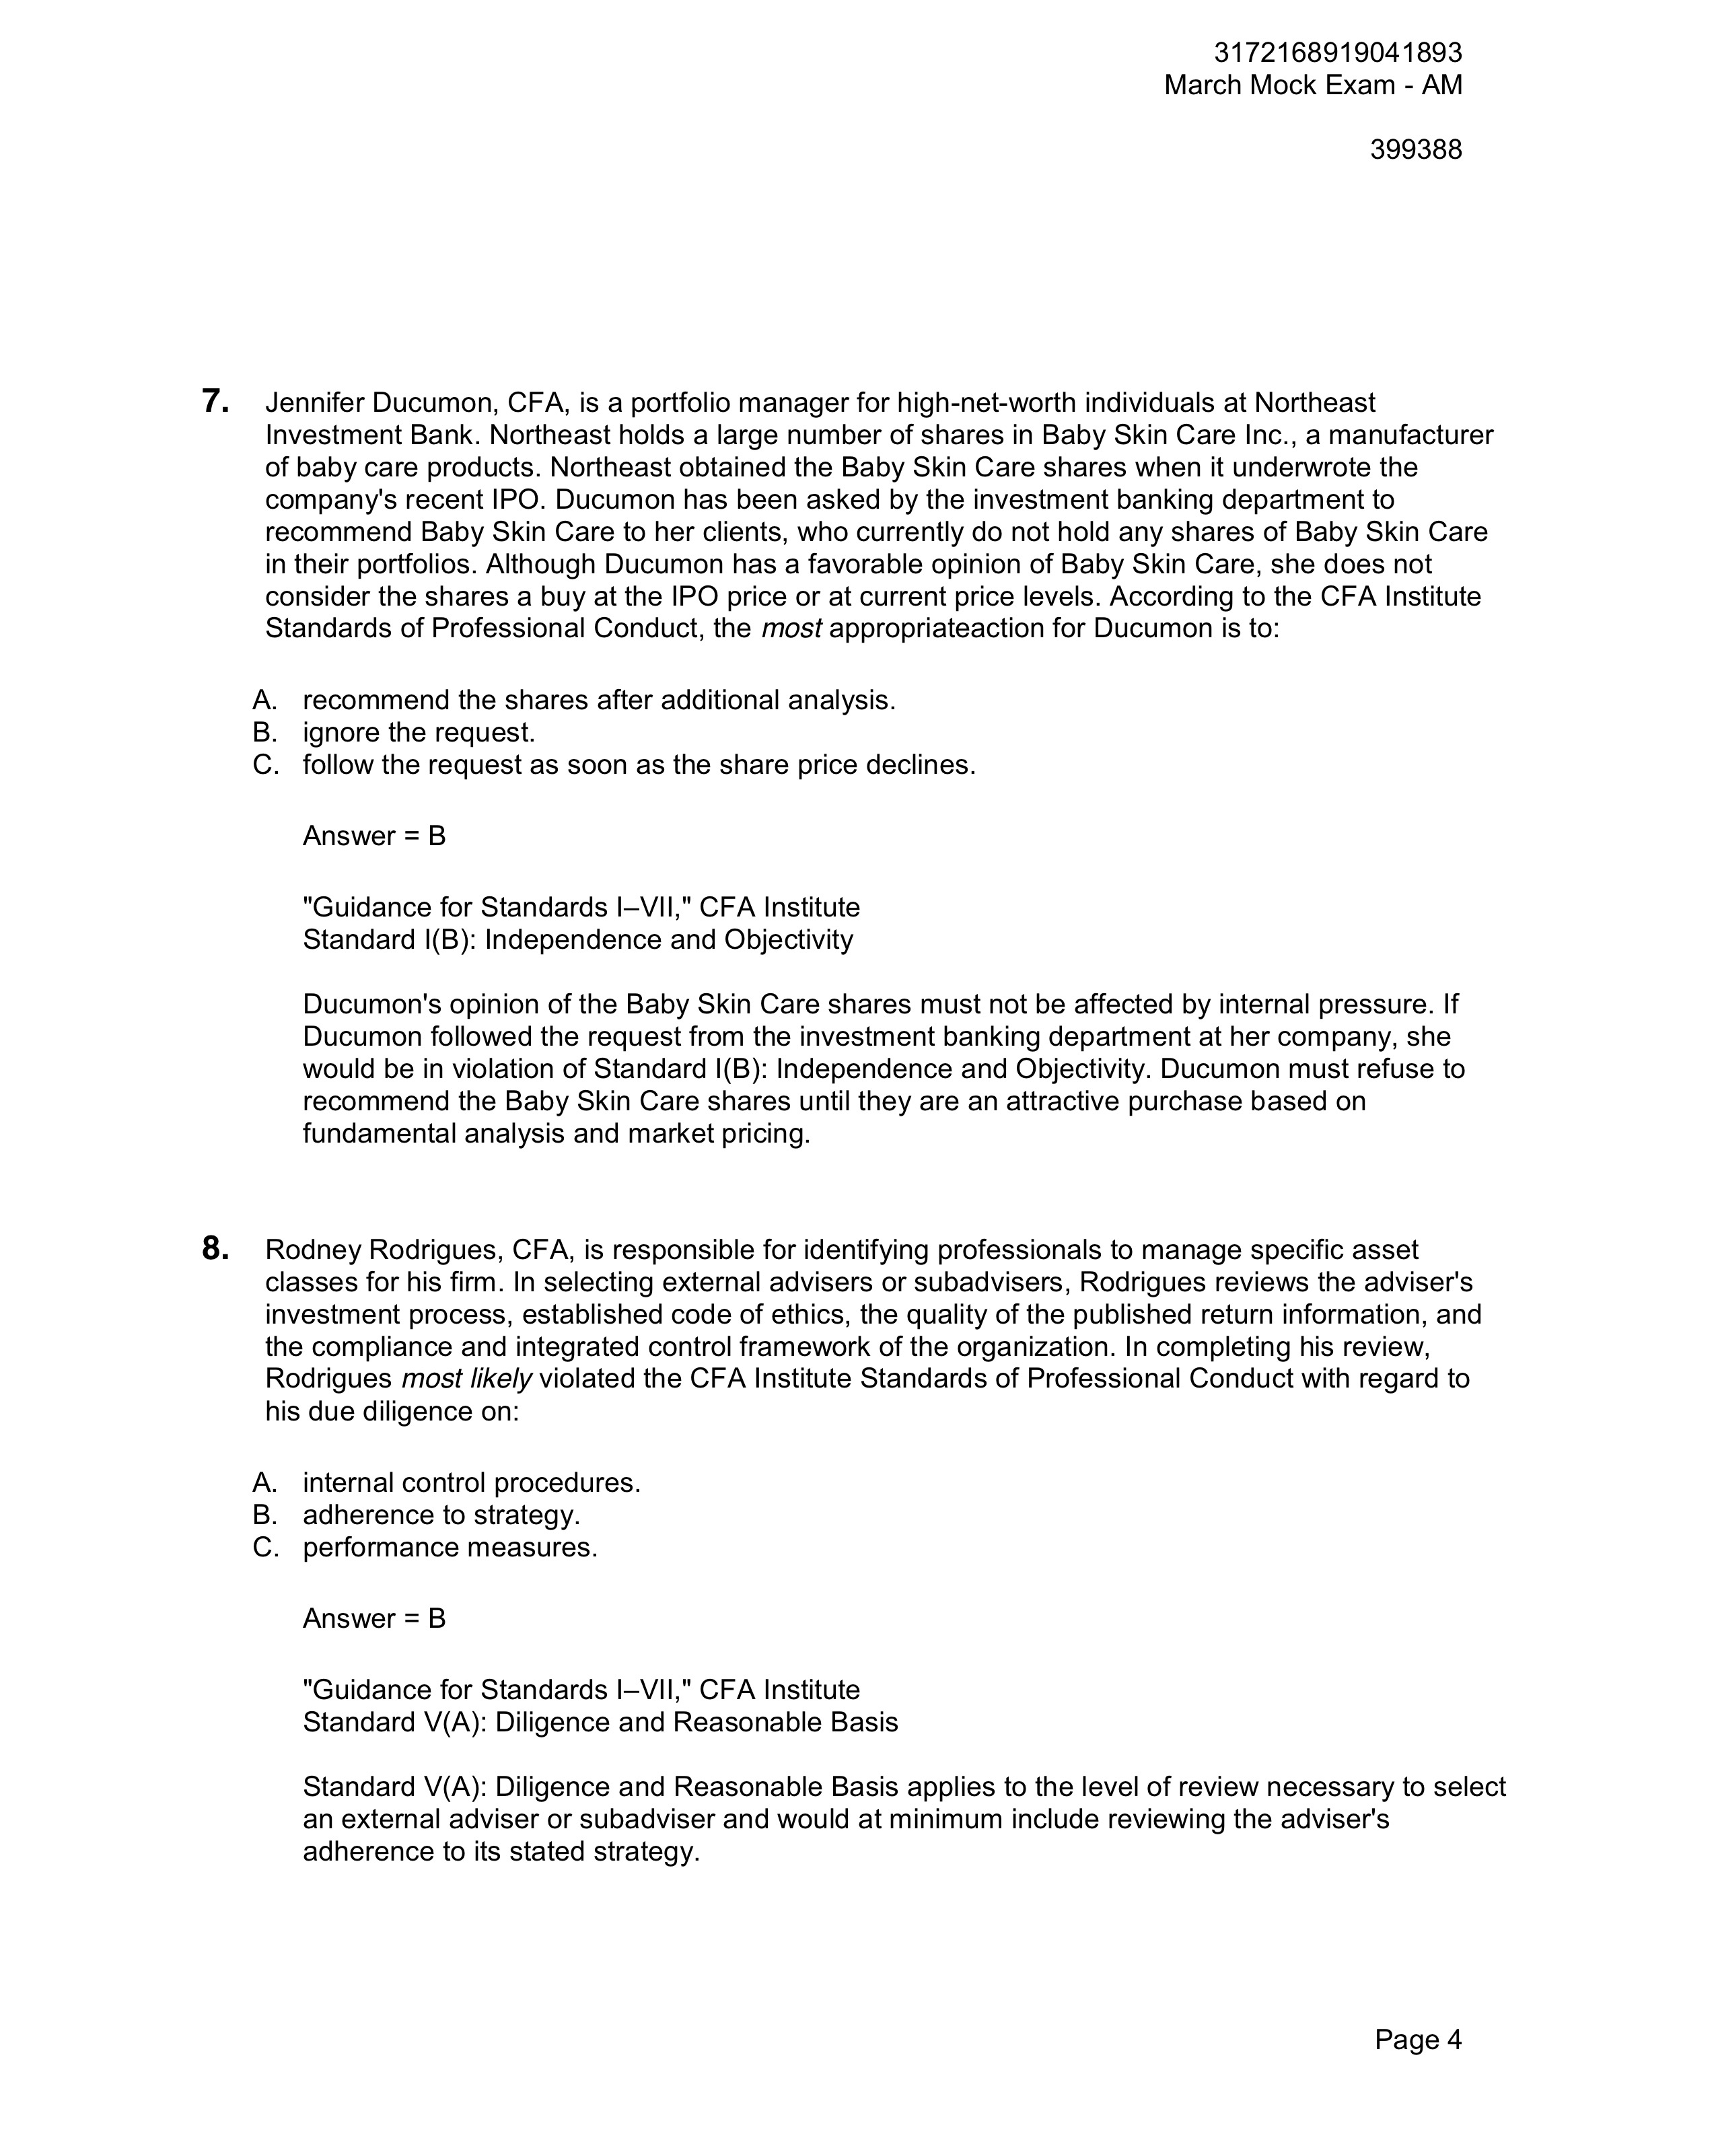 3172168919041893
March Mock Exam - AM
399388
7. Jennifer Ducumon, CFA, is a portfolio manager for high-net-worth individuals at Northeast
Investment Bank. Northeast holds a large number of shares in Baby Skin Care Inc., a manufacturer
of baby care products. Northeast obtained the Baby Skin Care shares when it underwrote the
company's recent IPO. Ducumon has been asked by the investment banking department to
recommend Baby Skin Care to her clients, who currently do not hold any shares of Baby Skin Care
in their portfolios. Although Ducumon has a favorable opinion of Baby Skin Care, she does not
consider the shares a buy at the IPO price or at current price levels. According to the CFA Institute
Standards of Professional Conduct, the most appropriateaction for Ducumon is to:
A. recommend the shares after additional analysis.
B. ignore the request.
C. follow the request as soon as the share price declines.
Answer = B
"Guidance for Standards I–VII," CFA Institute
Standard I(B): Independence and Objectivity
Ducumon's opinion of the Baby Skin Care shares must not be affected by internal pressure. If
Ducumon followed the request from the investment banking department at her company, she
would be in violation of Standard I(B): Independence and Objectivity. Ducumon must refuse to
recommend the Baby Skin Care shares until they are an attractive purchase based on
fundamental analysis and market pricing.
8. Rodney Rodrigues, CFA, is responsible for identifying professionals to manage specific asset
classes for his firm. In selecting external advisers or subadvisers, Rodrigues reviews the adviser's
investment process, established code of ethics, the quality of the published return information, and
the compliance and integrated control framework of the organization. In completing his review,
Rodrigues most likely violated the CFA Institute Standards of Professional Conduct with regard to
his due diligence on:
A. internal control procedures.
B. adherence to strategy.
C. performance measures.
Answer = B
"Guidance for Standards I–VII," CFA Institute
Standard V(A): Diligence and Reasonable Basis
Standard V(A): Diligence and Reasonable Basis applies to the level of review necessary to select
an external adviser or subadviser and would at minimum include reviewing the adviser's
adherence to its stated strategy.
Page 4